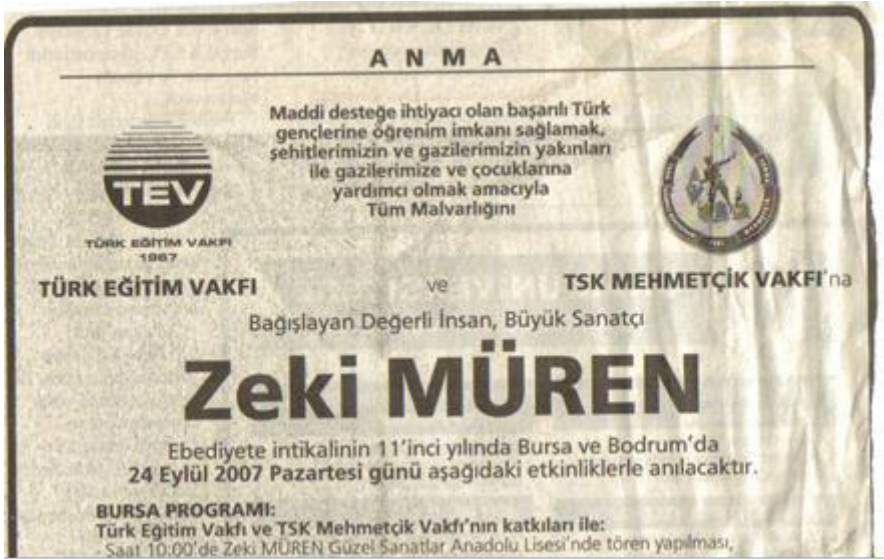 ANMA
Maddi desteğe ihtiyacı olan başarılı Türk
gençlerine öğrenim imkanı sağlamak,
şehitlerimizin ve gazilerimizin yakınları
ile gazilerimize ve çocuklarına
yardımcı olmak amacıyla
Tüm Malvarlığını
TEV
TÜRK EĞİTİM VAKFI
1967
TÜRK EĞİTİM VAKFI ve TSK MEHMETÇİK VAKFI'na
Bağışlayan Değerli İnsan, Büyük Sanatçı
Zeki MÜREN
Ebediyete intikalinin 11'inci yılında Bursa ve Bodrum'da
24 Eylül 2007 Pazartesi günü aşağıdaki etkinliklerle anılacaktır.
BURSA PROGRAMI:
Türk Eğitim Vakfı ve TSK Mehmetçik Vakfı'nın katkıları ile:
- Saat 10:00'de Zeki MÜREN Güzel Sanatlar Anadolu Lisesi'nde tören yapılması,